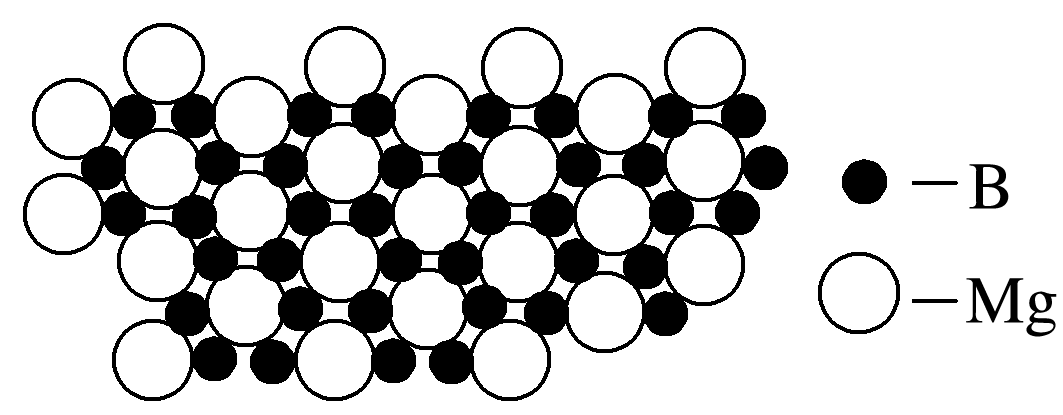 — B
— Mg